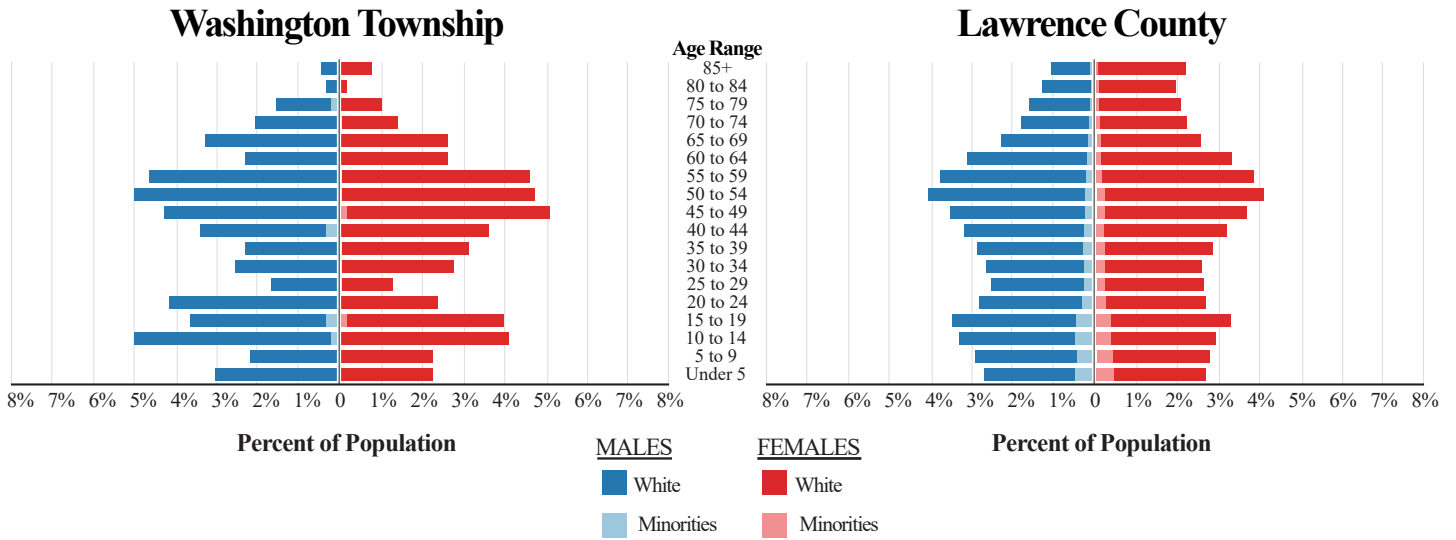 Washington Township
Lawrence County
Age Range
85+
80 to 84
75 to 79
70 to 74
65 to 69
60 to 64
55 to 59
50 to 54
45 to 49
40 to 44
35 to 39
30 to 34
25 to 29
20 to 24
15 to 19
10 to 14
5 to 9
Under 5
8% 7% 6% 5% 4% 3% 2% 1% 0 1% 2% 3% 4% 5% 6% 7% 8%
8% 7% 6% 5% 4% 3% 2% 1% 0 1% 2% 3% 4% 5% 6% 7% 8%
Percent of Population
Percent of Population
MALES
White
Minorities
FEMALES
White
Minorities